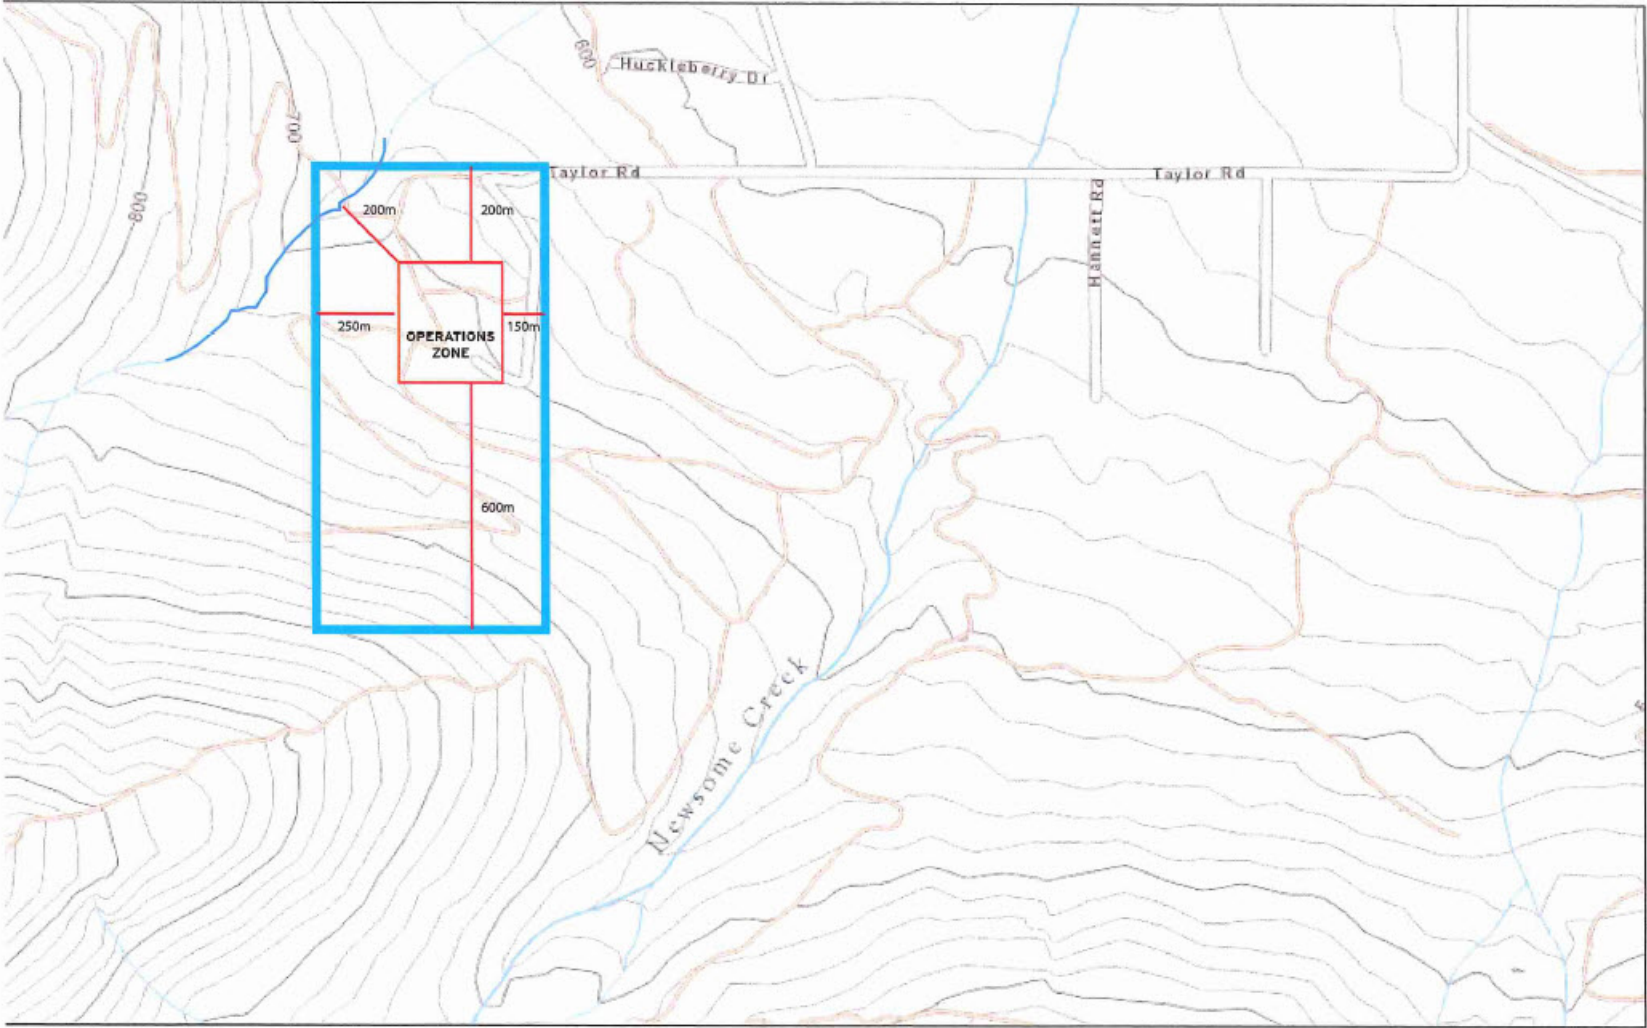 600
Huckleberry Dr
700
Taylor Rd
Taylor Rd
800
200m
200m
Hannett Rd
250m
OPERATIONS
ZONE
150m
600m
Newsome Creek